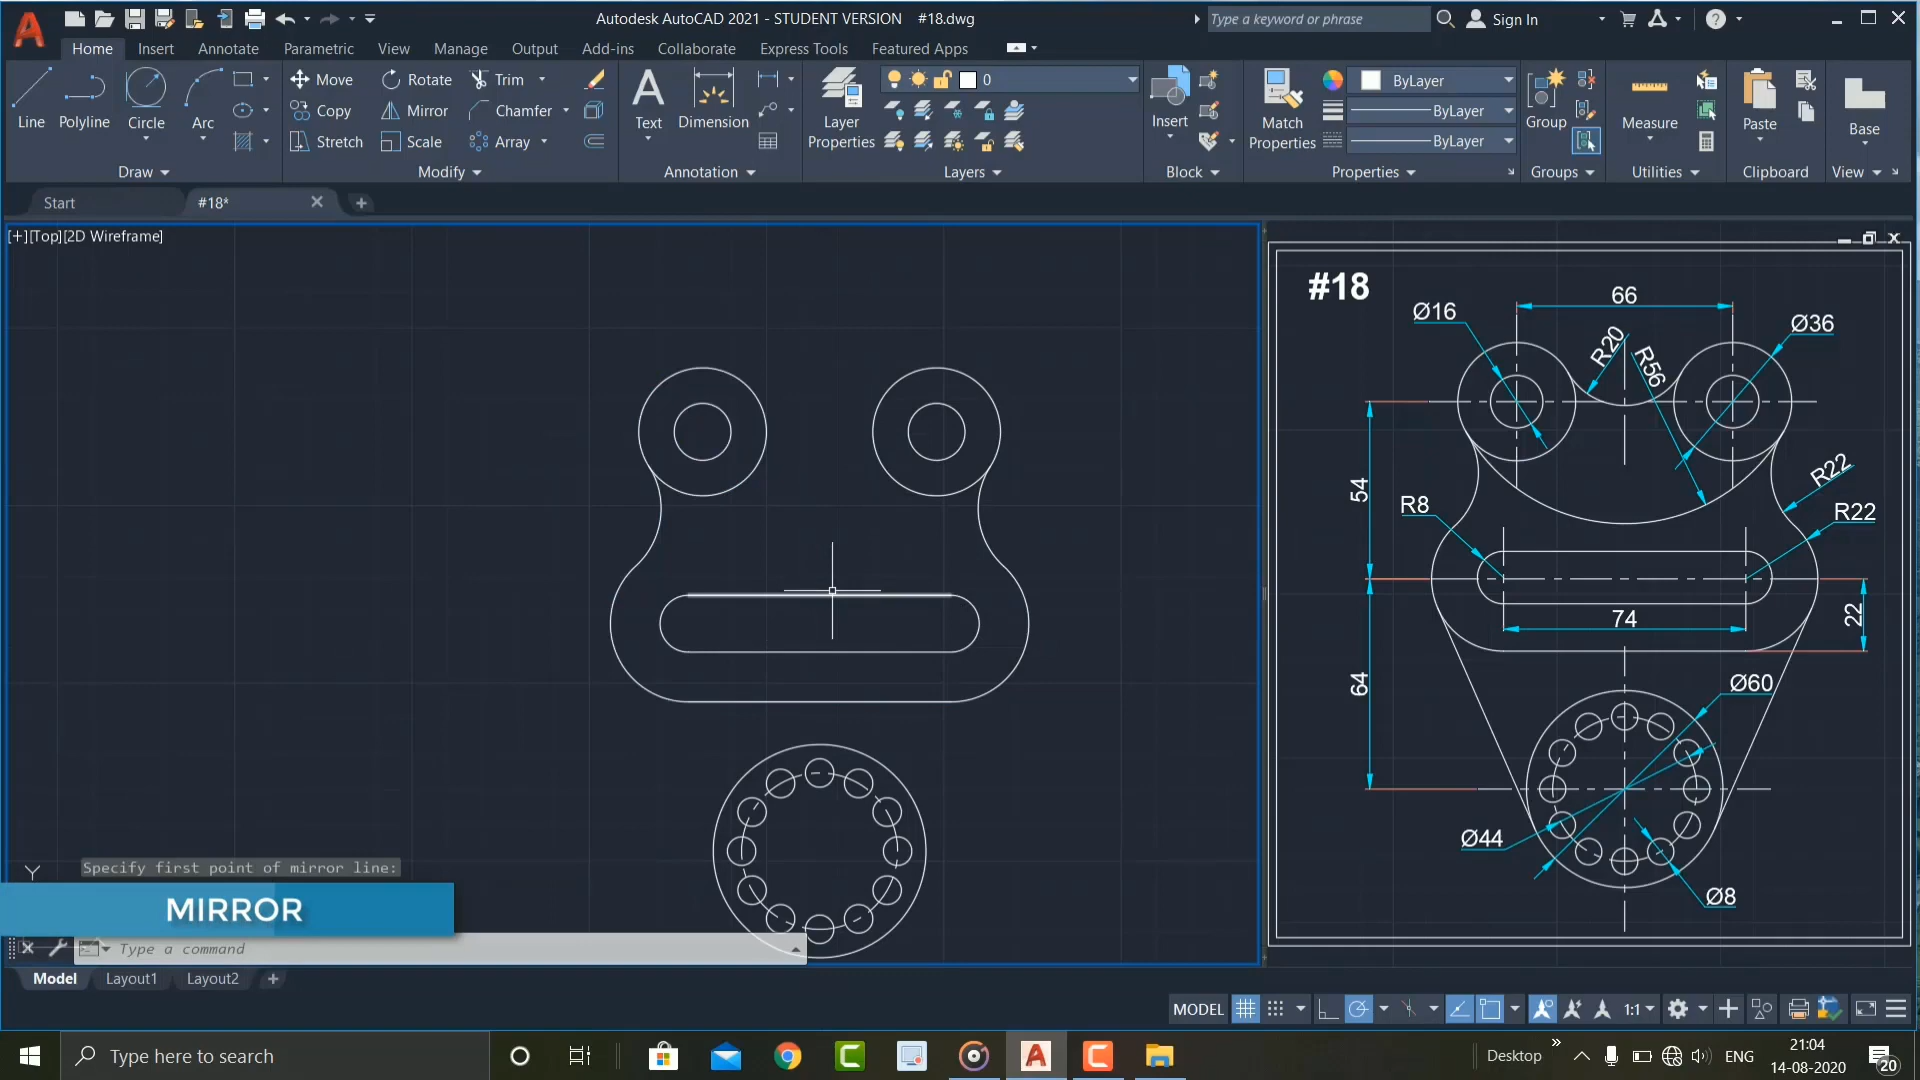 Autodesk AutoCAD 2021 - STUDENT VERSION #18.dwg
Type a keyword or phrase
Sign In
Home Insert Annotate Parametric View Manage Output Add-ins Collaborate Express Tools Featured Apps
Line Polyline Circle Arc
Move Rotate Trim
Copy Mirror Chamfer
Stretch Scale Array
Text Dimension
Layer Properties
0
Insert
Match Properties
ByLayer
ByLayer
ByLayer
Group
Measure
Paste
Base
Draw Modify Annotation Layers Block Properties Groups Utilities Clipboard View
Start #18*
[+][Top][2D Wireframe]
#18
66
Ø16
Ø36
R20
R56
54
R8
R22
R22
74
22
64
Ø60
Ø44
Ø8
Y
Specify first point of mirror line:
MIRROR
Type a command
Model Layout1 Layout2
MODEL
1:1
Type here to search
Desktop
ENG
21:04
14-08-2020
20